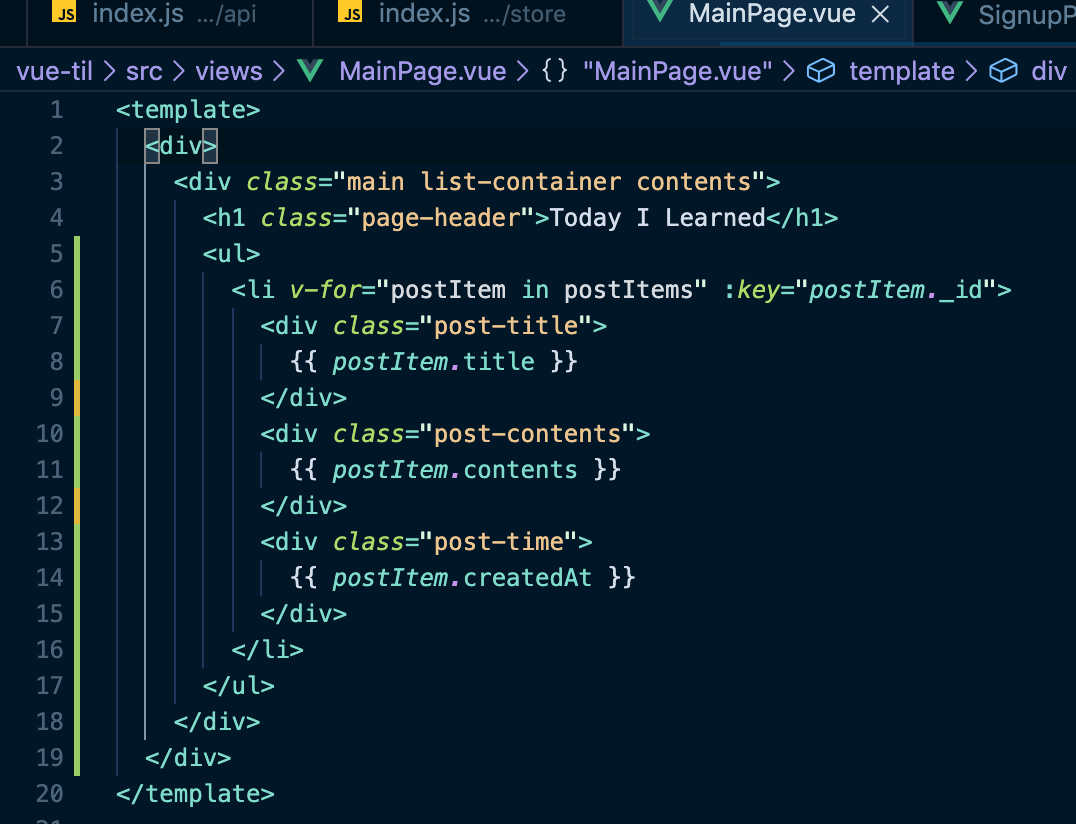 JS index.js .../api JS index.js .../store MainPage.vue × SignupP
vue-til > src > views > MainPage.vue > {} "MainPage.vue" > template > div
1 <template>
2 <div>
3 <div class="main list-container contents">
4 <h1 class="page-header">Today I Learned</h1>
5 <ul>
6 <li v-for="postItem in postItems" :key="postItem._id">
7 <div class="post-title">
8 {{ postItem.title }}
9 </div>
10 <div class="post-contents">
11 {{ postItem.contents }}
12 </div>
13 <div class="post-time">
14 {{ postItem.createdAt }}
15 </div>
16 </li>
17 </ul>
18 </div>
19 </div>
20 </template>